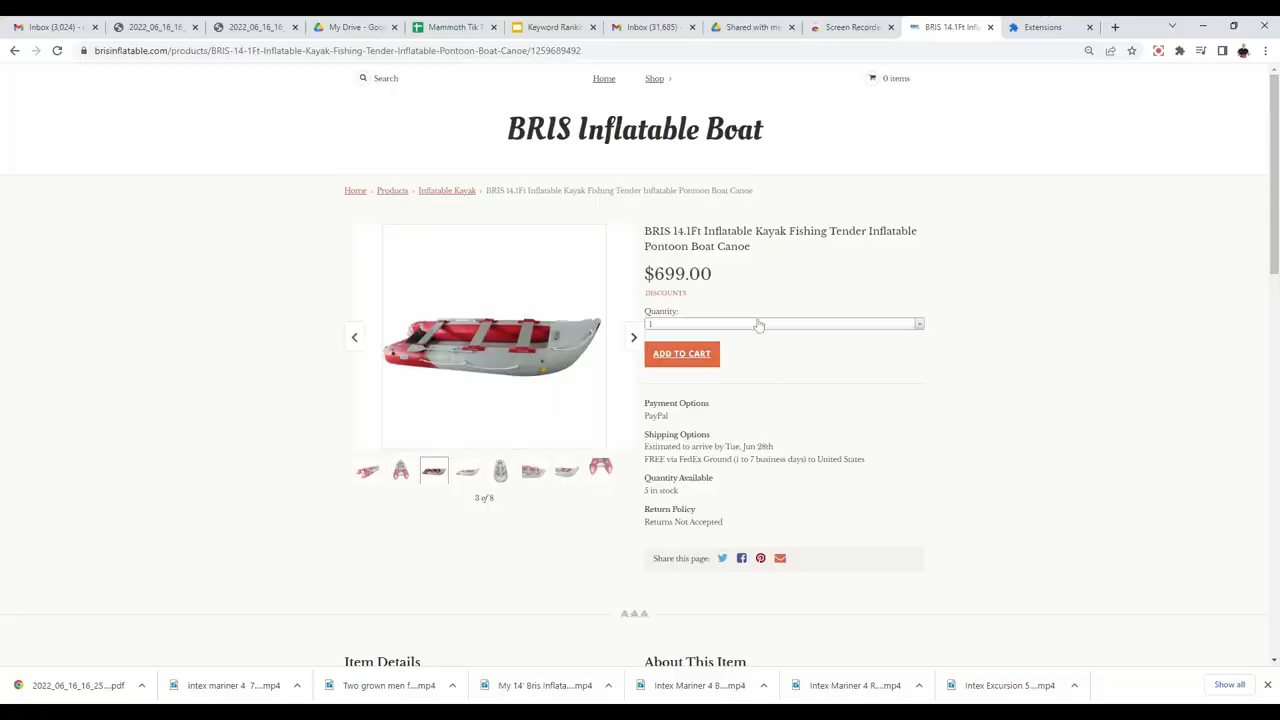 Inbox (3,024)
2022_06_16_16_
2022_06_16_16_
My Drive - Goo
Mammoth Tik T
Keyword Ranki
Inbox (31,685)
Shared with me
Screen Recorde
BRIS 14.1Ft Infla
Extensions
brisinflatable.com/products/BRIS-14-1Ft-Inflatable-Kayak-Fishing-Tender-Inflatable-Pontoon-Boat-Canoe/1259689492
Search
Home
Shop ›
0 items
BRIS Inflatable Boat
Home › Products › Inflatable Kayak › BRIS 14.1Ft Inflatable Kayak Fishing Tender Inflatable Pontoon Boat Canoe
BRIS 14.1Ft Inflatable Kayak Fishing Tender Inflatable
Pontoon Boat Canoe
$699.00
DISCOUNTS
Quantity:
1
ADD TO CART
Payment Options
PayPal
Shipping Options
Estimated to arrive by Tue, Jun 28th
FREE via FedEx Ground (1 to 7 business days) to United States
Quantity Available
5 in stock
Return Policy
Returns Not Accepted
3 of 8
Share this page:
Item Details
About This Item
2022_06_16_16_25....pdf
intex mariner 4 7....mp4
Two grown men f....mp4
My 14' Bris Inflata....mp4
Intex Mariner 4 B....mp4
Intex Mariner 4 R....mp4
Intex Excursion 5....mp4
Show all